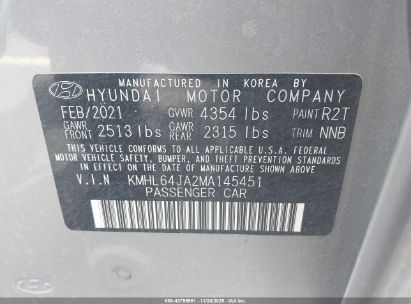 MANUFACTURED IN KOREA BY
HYUNDAI MOTOR COMPANY
FEB/2021 GVWR 4354 lbs PAINT R2T
GAWR FRONT 2513 lbs GAWR REAR 2315 lbs TRIM NNB
THIS VEHICLE CONFORMS TO ALL APPLICABLE U.S.A. FEDERAL MOTOR
VEHICLE SAFETY, BUMPER, AND THEFT PREVENTION STANDARDS
IN EFFECT ON THE DATE OF MANUFACTURE SHOWN ABOVE.
V.I.N KMHL64JA2MA145451
PASSENGER CAR